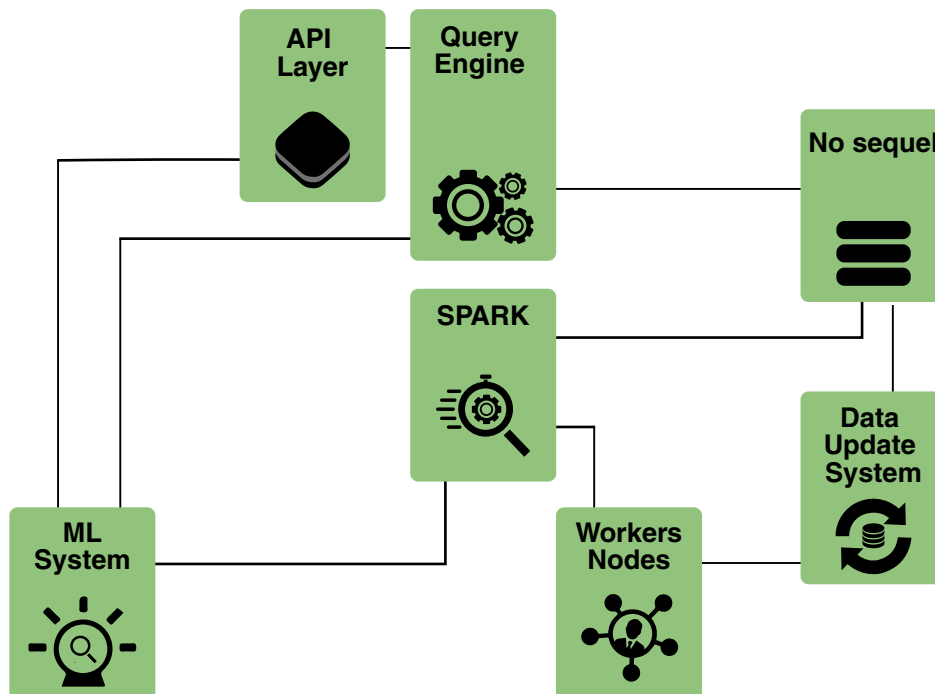 API
Layer
Query
Engine
No sequel
SPARK
Data
Update
System
ML
System
Workers
Nodes